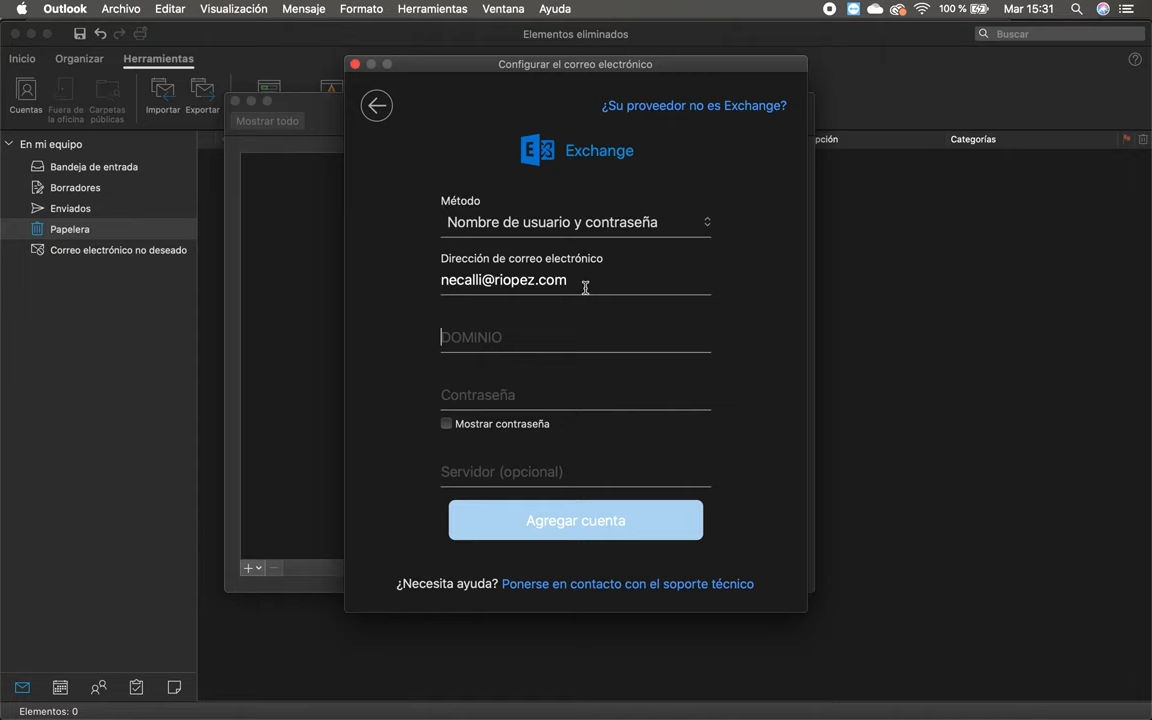 Outlook Archivo Editar Visualización Mensaje Formato Herramientas Ventana Ayuda 100 % Mar 15:31
Elementos eliminados
Buscar
Inicio Organizar Herramientas
Cuentas
Fuera de la oficina
Carpetas públicas
Importar
Exportar
Configurar el correo electrónico
Mostrar todo
¿Su proveedor no es Exchange?
En mi equipo
pción
Categorías
Exchange
Bandeja de entrada
Borradores
Enviados
Papelera
Correo electrónico no deseado
Método
Nombre de usuario y contraseña
Dirección de correo electrónico
necalli@riopez.com
DOMINIO
Contraseña
Mostrar contraseña
Servidor (opcional)
Agregar cuenta
¿Necesita ayuda? Ponerse en contacto con el soporte técnico
Elementos: 0